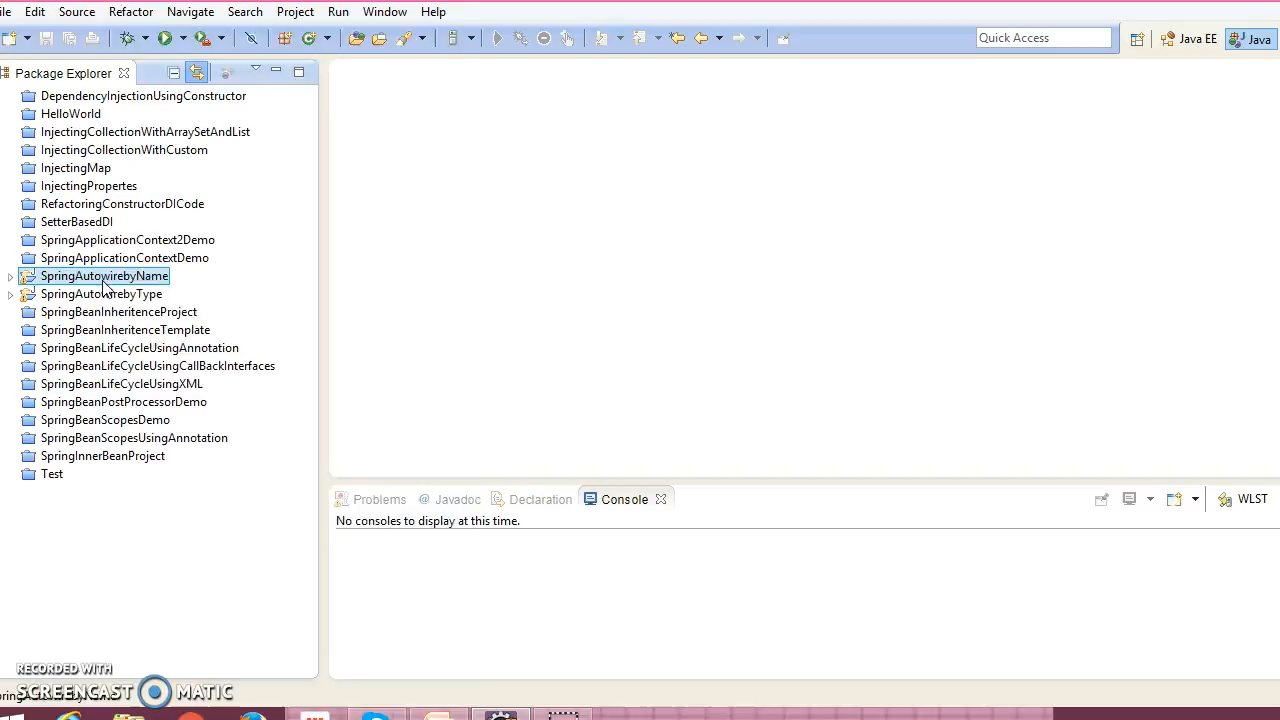 ile Edit Source Refactor Navigate Search Project Run Window Help
Quick Access
Java EE
Java
Package Explorer
DependencyInjectionUsingConstructor
HelloWorld
InjectingCollectionWithArraySetAndList
InjectingCollectionWithCustom
InjectingMap
InjectingPropertes
RefactoringConstructorDICode
SetterBasedDI
SpringApplicationContext2Demo
SpringApplicationContextDemo
SpringAutowirebyName
SpringAutowirebyType
SpringBeanInheritenceProject
SpringBeanInheritenceTemplate
SpringBeanLifeCycleUsingAnnotation
SpringBeanLifeCycleUsingCallBackInterfaces
SpringBeanLifeCycleUsingXML
SpringBeanPostProcessorDemo
SpringBeanScopesDemo
SpringBeanScopesUsingAnnotation
SpringInnerBeanProject
Test
Problems Javadoc Declaration Console
WLST
No consoles to display at this time.
RECORDED WITH
SCREENCAST MATIC